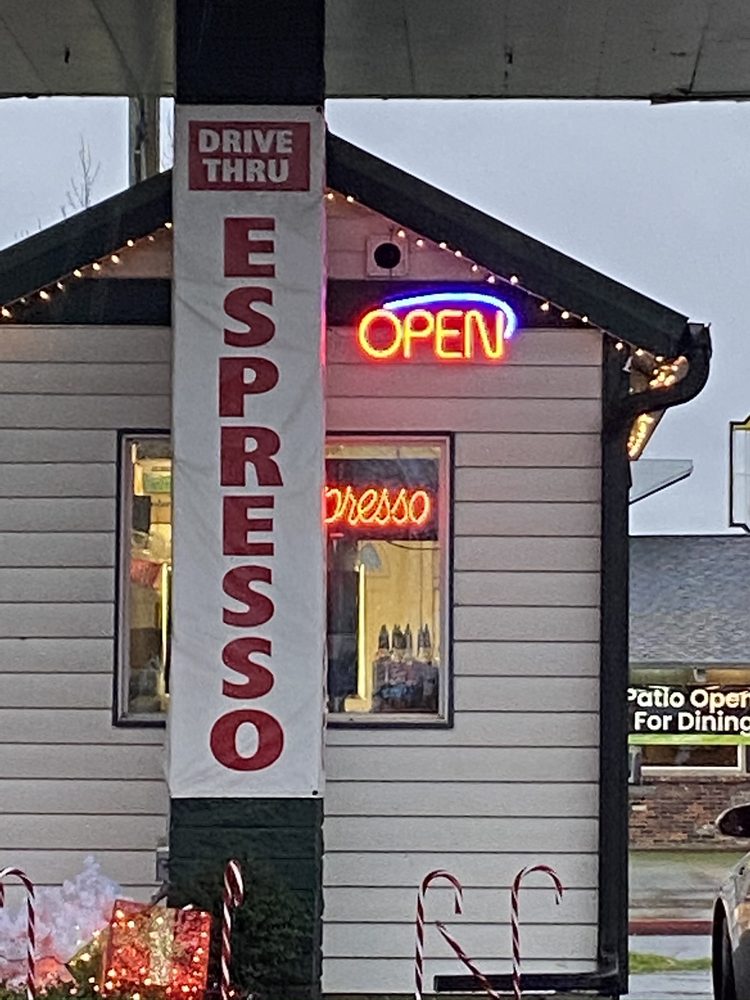 DRIVE
THRU
ESPRESSO
OPEN
presso
Patio Open
For Dining